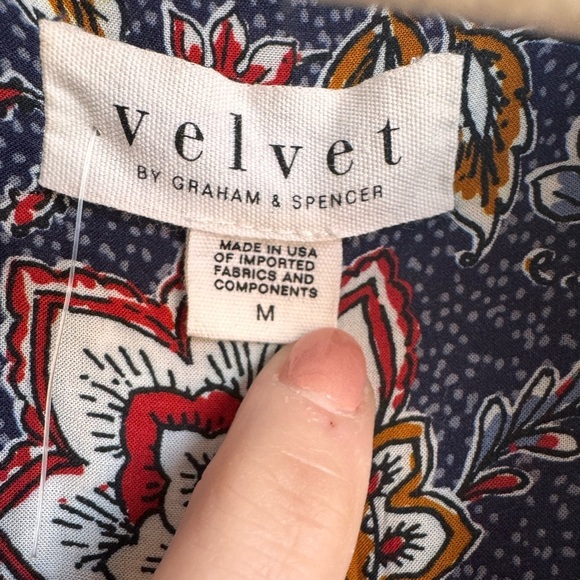 velvet
BY GRAHAM & SPENCER
MADE IN USA
OF IMPORTED
FABRICS AND
COMPONENTS
M